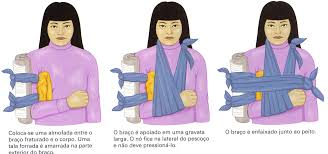 Coloca-se uma almofada entre o
braço fraturado e o corpo. Uma
tala forrada é amarrada na parte
exterior do braço.
O braço é apoiado em uma gravata
larga. O nó fica na lateral do pescoço
e não deve pressioná-lo.
O braço é enfaixado junto ao peito.